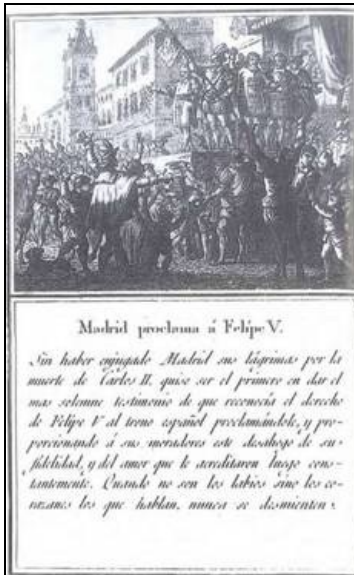 Madrid proclama á Felipe V.
Sin haber enjugado Madrid sus lágrimas por la
muerte de Carlos II, quiso ser el primero en dar el
mas solemne testimonio de que reconocia el derecho
de Felipe V al trono español proclamándole, y pro-
porcionando á sus moradores este desahogo de su
fidelidad, y del amor que le acreditaron luego cons-
tantemente. Quando no son los labios sino los co-
razones los que hablan, nunca se desmienten.